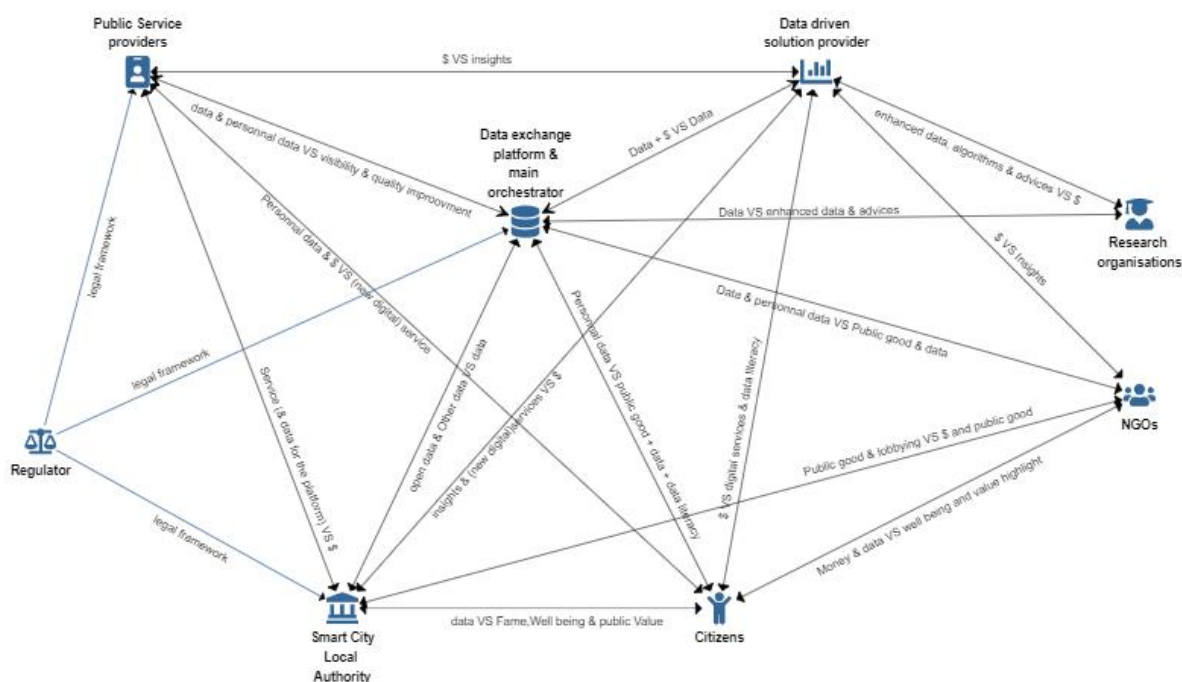 Public Service
providers
Data driven
solution provider
$ VS insights
data & personnal data VS visibility & quality improovment
Data exchange
platform &
main
orchestrator
Data + $ VS Data
enhanced data, algorithms & advices VS $
Data VS enhanced data & advices
Research
organisations
$ VS Insights
legal framework
Personnal data & $ VS (new digital) service
Data & personnal data VS Public good & data
legal framework
Service (& data for the platform) VS $
open data & Other data VS data
insights & (new digital)services VS $
Personnal data VS public good + data + data literacy
$ VS digital services & data literacy
NGOs
Regulator
Public good & lobbying VS $ and public good
Money & data VS well being and value highlight
legal framework
data VS Fame,Well being & public Value
Smart City
Local
Authority
Citizens